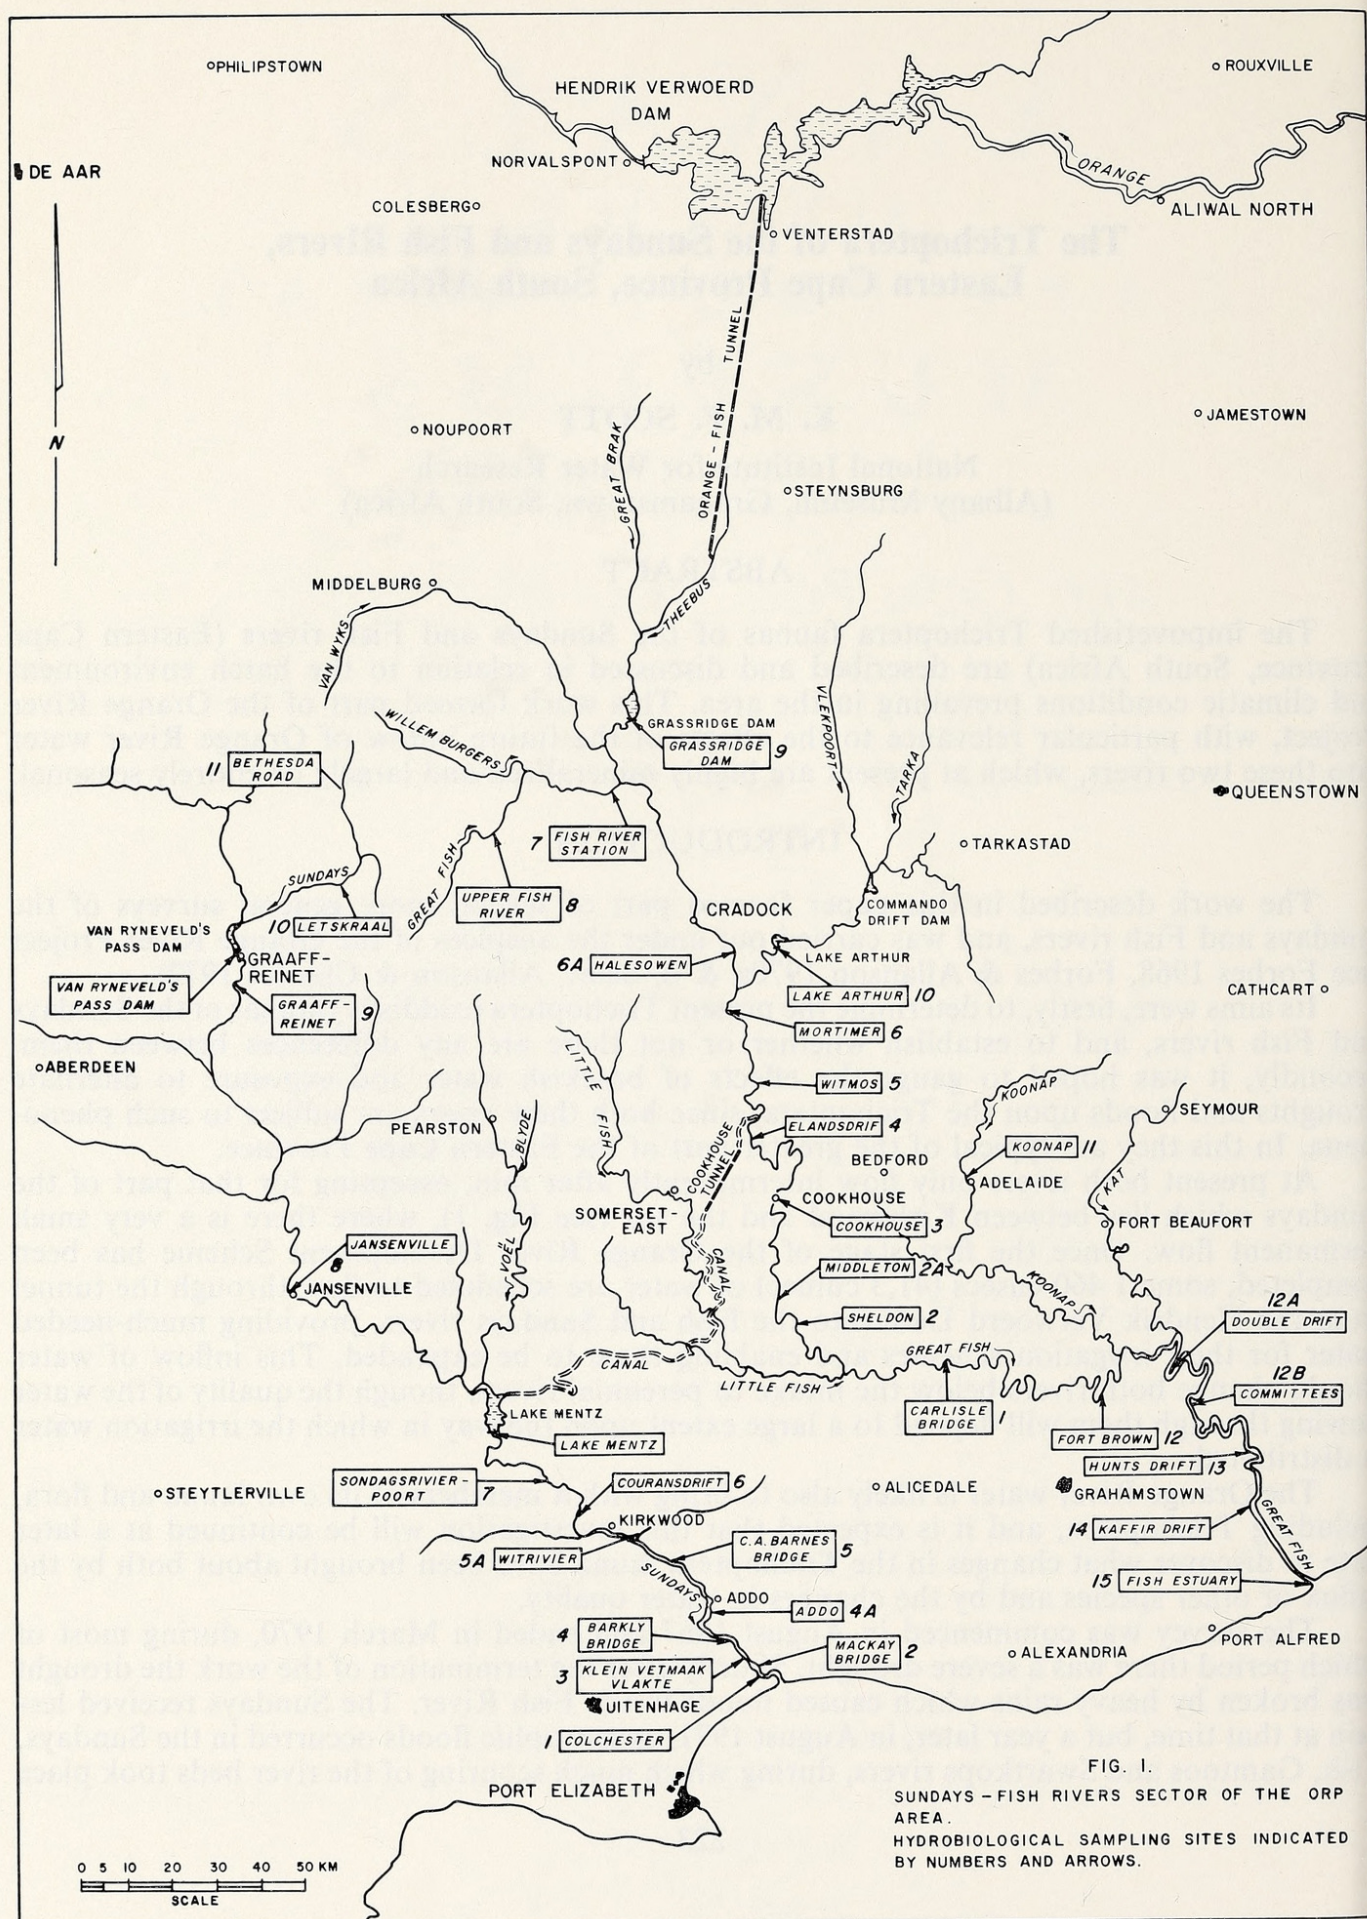 PHILIPSTOWN
ROUXVILLE
HENDRIK VERWOERD
DAM
NORVALSPONT
DE AAR
ORANGE
COLESBERG
ALIWAL NORTH
VENTERSTAD
ORANGE - FISH TUNNEL
GREAT BRAK
NOUPOORT
JAMESTOWN
N
STEYNSBURG
MIDDELBURG
THEEBUS
VAN WYKS
VLEKPOORT
TARKA
GRASSRIDGE DAM
GRASSRIDGE
DAM
9
WILLEM BURGERS
11
BETHESDA
ROAD
QUEENSTOWN
7
FISH RIVER
STATION
TARKASTAD
GREAT FISH
SUNDAYS
UPPER FISH
RIVER
8
CRADOCK
COMMANDO
DRIFT DAM
10
LETSKRAAL
VAN RYNEVELD'S
PASS DAM
GRAAFF-
REINET
6A
HALESOWEN
LAKE ARTHUR
VAN RYNEVELD'S
PASS DAM
GRAAFF-
REINET
9
LAKE ARTHUR
10
CATHCART
MORTIMER
6
ABERDEEN
LITTLE FISH
WITMOS
5
KOONAP
SEYMOUR
PEARSTON
BLYDE
ELANDSDRIF
4
COOKHOUSE
TUNNEL
KOONAP
11
BEDFORD
ADELAIDE
KAT
COOKHOUSE
SOMERSET-
EAST
COOKHOUSE
3
FORT BEAUFORT
JANSENVILLE
8
VOËL
CANAL
MIDDLETON
2A
JANSENVILLE
KOONAP
12A
DOUBLE DRIFT
SHELDON
2
GREAT FISH
CANAL
LITTLE FISH
12B
COMMITTEES
CARLISLE
BRIDGE
1
LAKE MENTZ
LAKE MENTZ
FORT BROWN
12
HUNTS DRIFT
13
SONDAGSRIVIER-
POORT
7
COURANSDRIFT
6
STEYTLERVILLE
ALICEDALE
GRAHAMSTOWN
KIRKWOOD
GREAT FISH
14
KAFFIR DRIFT
5A
WITRIVIER
C.A. BARNES
BRIDGE
5
SUNDAYS
15
FISH ESTUARY
ADDO
ADDO
4A
4
BARKLY
BRIDGE
MACKAY
BRIDGE
2
PORT ALFRED
ALEXANDRIA
3
KLEIN VETMAAK
VLAKTE
UITENHAGE
1
COLCHESTER
PORT ELIZABETH
FIG. 1.
SUNDAYS – FISH RIVERS SECTOR OF THE ORP
AREA.
HYDROBIOLOGICAL SAMPLING SITES INDICATED
BY NUMBERS AND ARROWS.
0 5 10 20 30 40 50 KM
SCALE